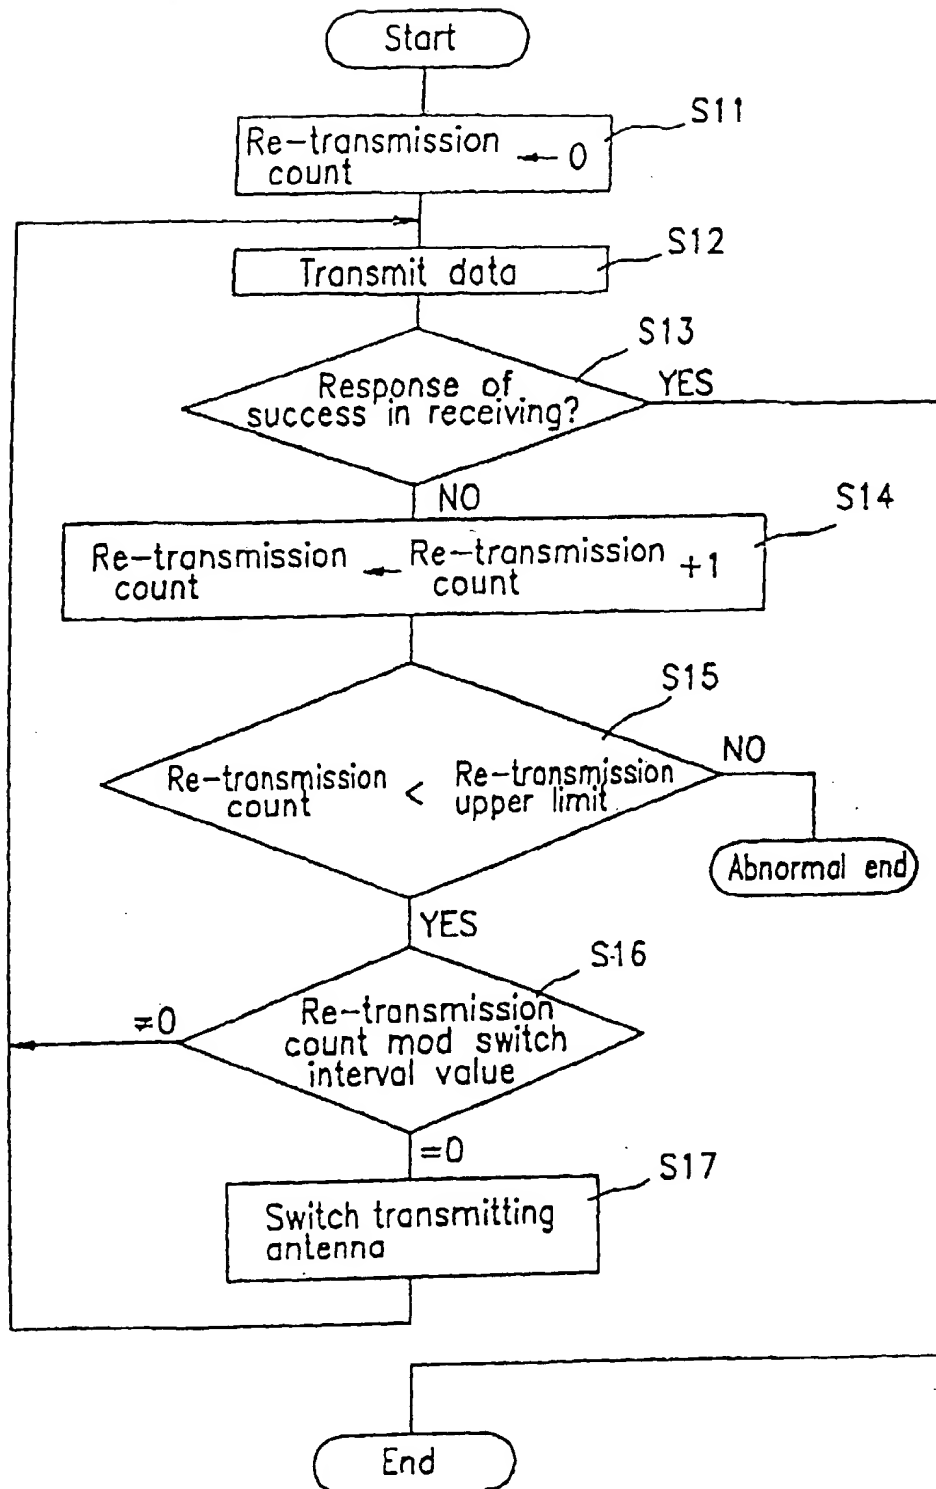 Start
S11
Re-transmission
count ← 0
S12
Transmit data
S13
Response of
success in receiving?
YES
NO
S14
Re-transmission ← Re-transmission +1
count count
S15
Re-transmission < Re-transmission
count upper limit
NO
Abnormal end
YES
S16
Re-transmission
count mod switch
interval value
≠0
=0
S17
Switch transmitting
antenna
End